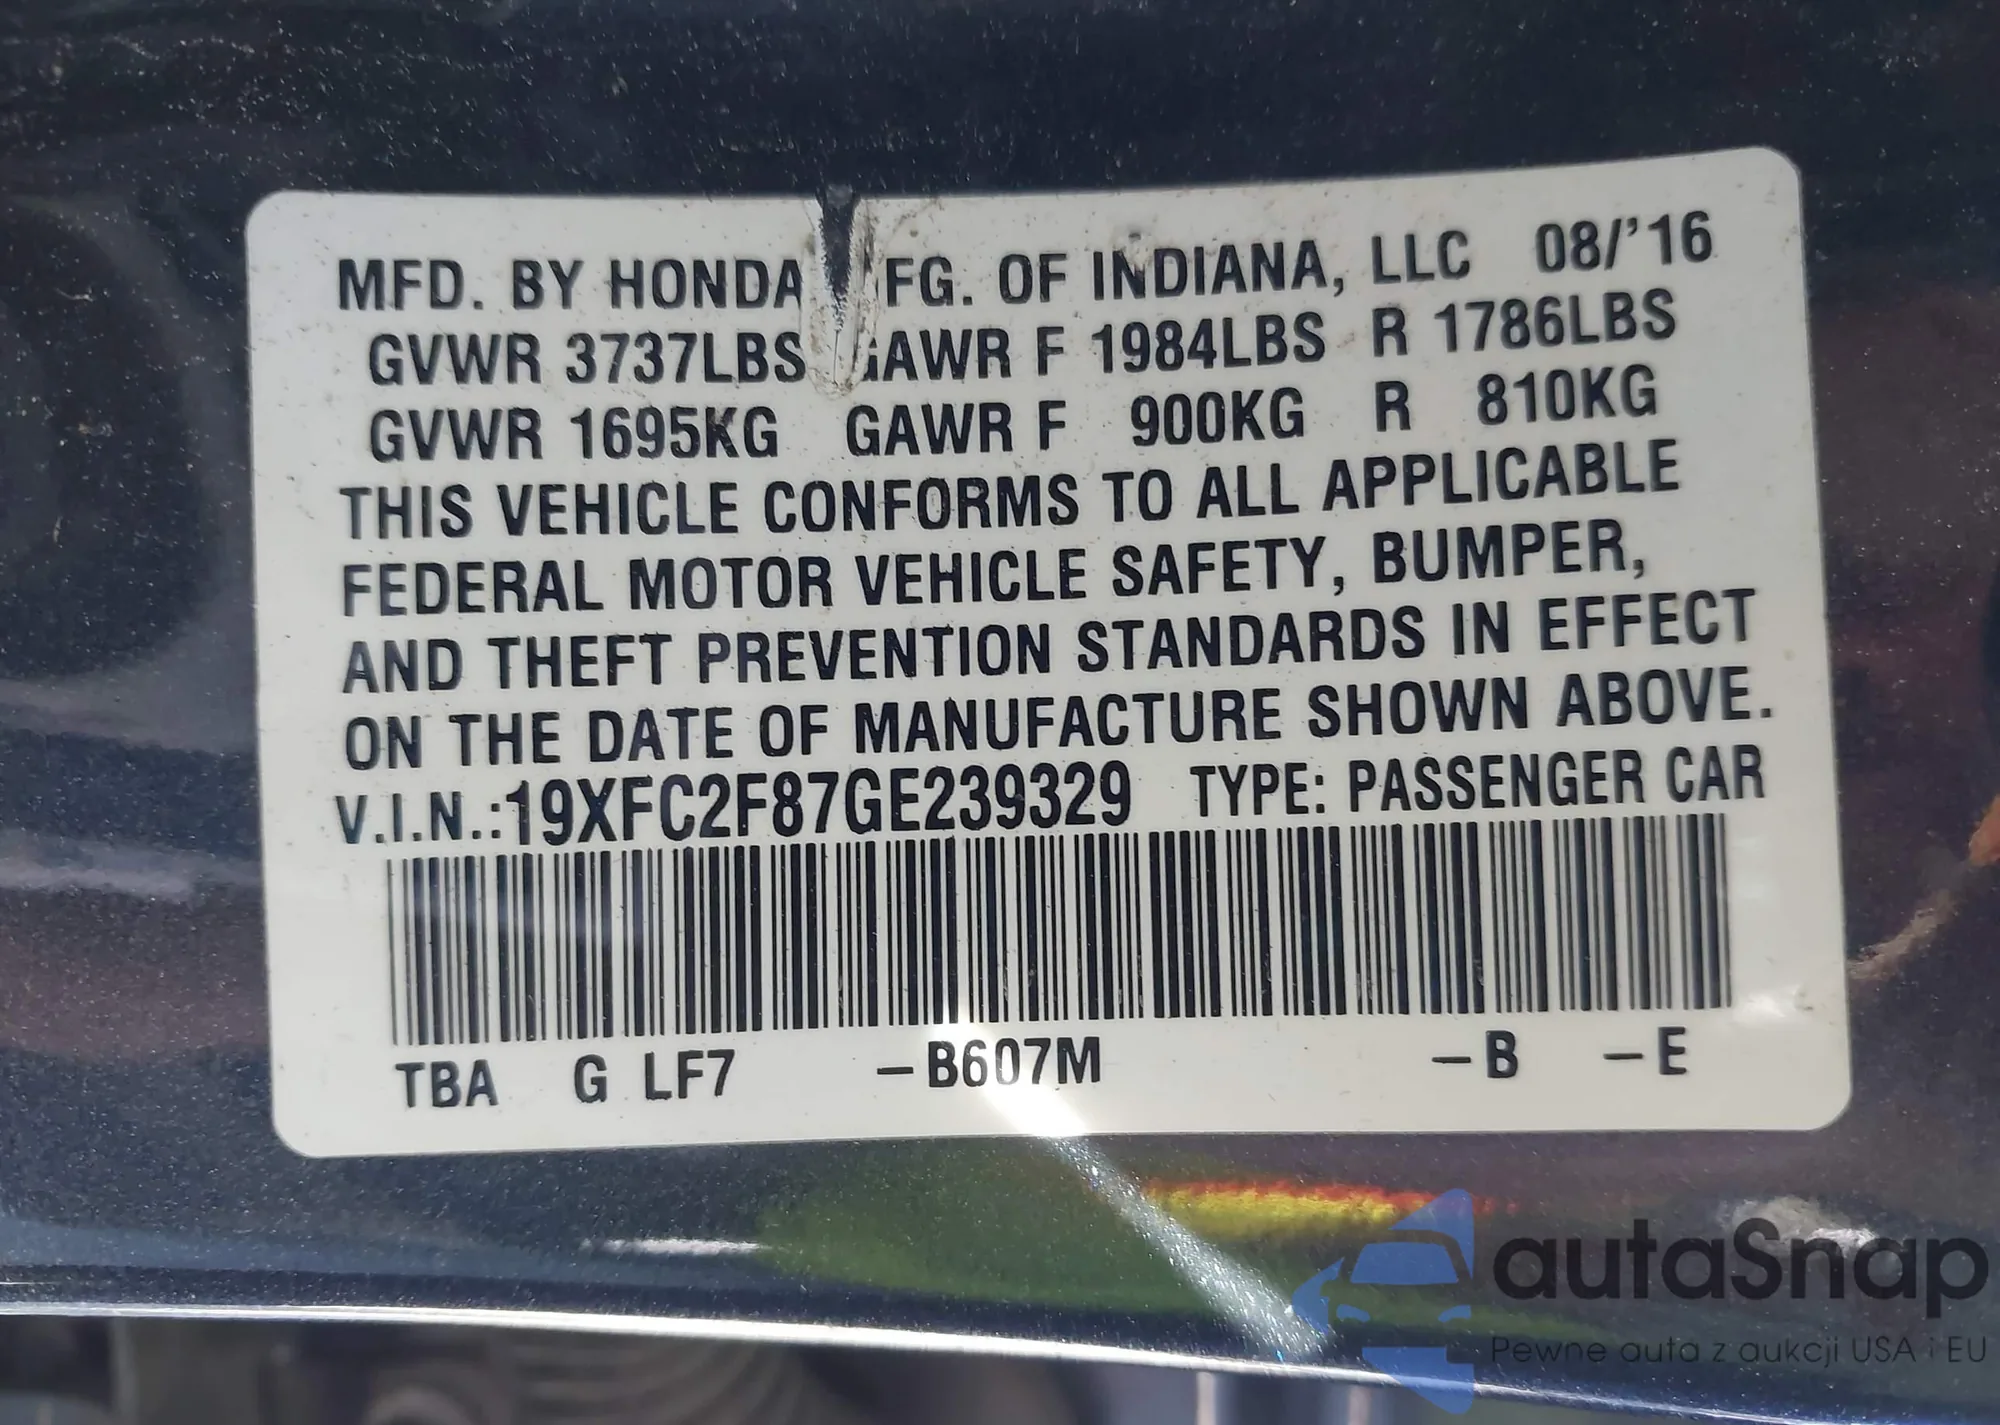 MFD. BY HONDA FG. OF INDIANA, LLC 08/'16
GVWR 3737LBS GAWR F 1984LBS R 1786LBS
GVWR 1695KG GAWR F 900KG R 810KG
THIS VEHICLE CONFORMS TO ALL APPLICABLE
FEDERAL MOTOR VEHICLE SAFETY, BUMPER,
AND THEFT PREVENTION STANDARDS IN EFFECT
ON THE DATE OF MANUFACTURE SHOWN ABOVE.
V.I.N.:19XFC2F87GE239329 TYPE: PASSENGER CAR
TBA G LF7 –B607M –B –E
autaSnap
Pewne auta z aukcji USA i EU